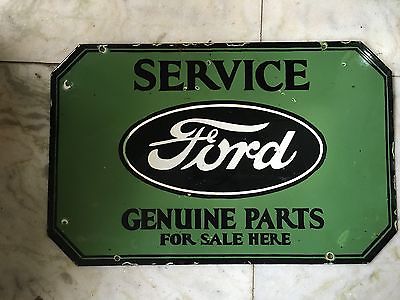 SERVICE
Ford
GENUINE PARTS
FOR SALE HERE